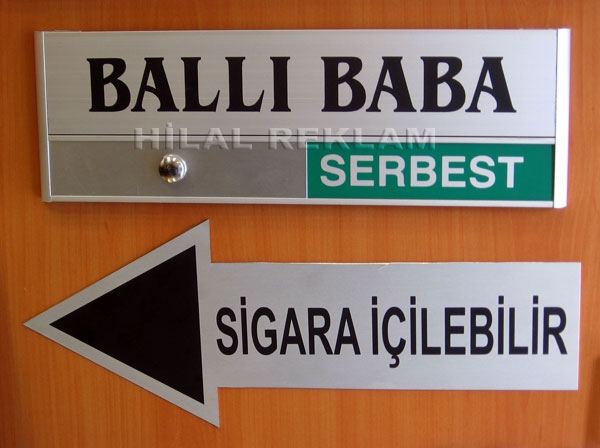 BALLI BABA
HİLAL REKLAM
SERBEST
SİGARA İÇİLEBİLİR